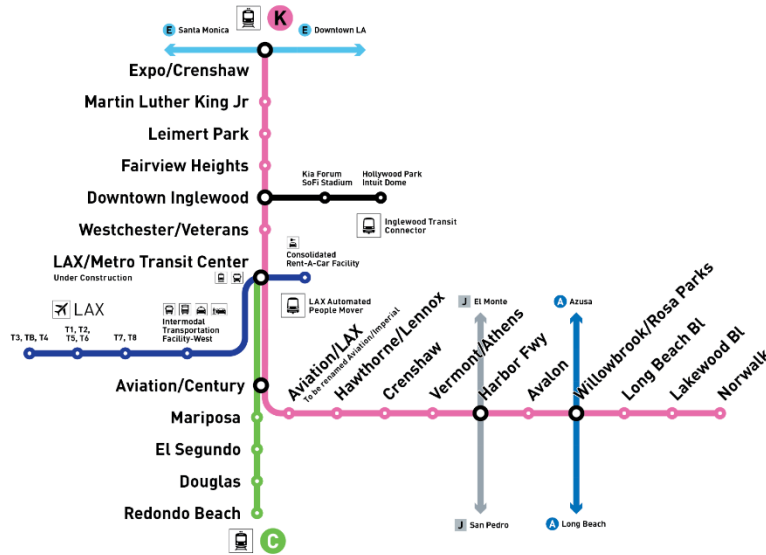 K
E Santa Monica
E Downtown LA
Expo/Crenshaw
Martin Luther King Jr
Leimert Park
Fairview Heights
Kia Forum
SoFi Stadium
Hollywood Park
Intuit Dome
Downtown Inglewood
Inglewood Transit
Connector
Westchester/Veterans
LAX/Metro Transit Center
Under Construction
Consolidated
Rent-A-Car Facility
LAX Automated
People Mover
LAX
T3, TB, T4
T1, T2,
T5, T6
T7, T8
Intermodal
Transportation
Facility-West
J El Monte
A Azusa
Aviation/Century
Aviation/LAX
To be renamed Aviation/Imperial
Hawthorne/Lennox
Crenshaw
Vermont/Athens
Harbor Fwy
Avalon
Willowbrook/Rosa Parks
Long Beach Bl
Lakewood Bl
Norwalk
Mariposa
El Segundo
Douglas
Redondo Beach
J San Pedro
A Long Beach
C